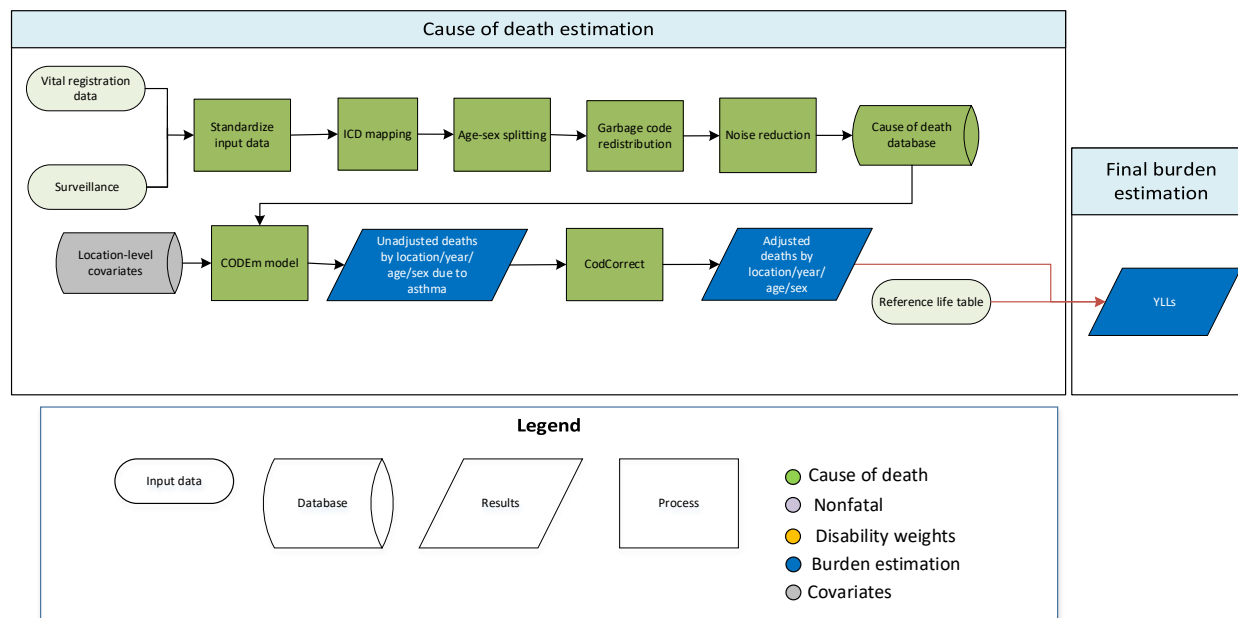 Cause of death estimation
Vital registration
data
Surveillance
Standardize
input data
ICD mapping
Age-sex splitting
Garbage code
redistribution
Noise reduction
Cause of death
database
Final burden
estimation
Location-level
covariates
CODEm model
Unadjusted deaths
by location/year/
age/sex due to
asthma
CodCorrect
Adjusted
deaths by
location/year/
age/sex
Reference life table
YLLs
Legend
Input data
Database
Results
Process
Cause of death
Nonfatal
Disability weights
Burden estimation
Covariates